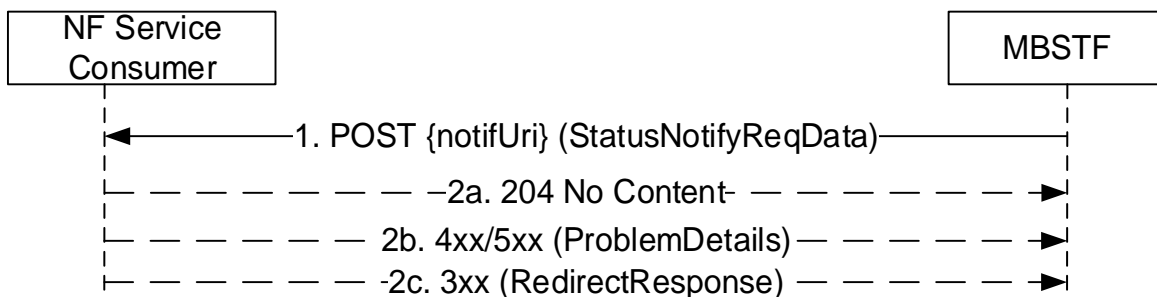 NF Service
Consumer
MBSTF
1. POST {notifUri} (StatusNotifyReqData)
2a. 204 No Content
2b. 4xx/5xx (ProblemDetails)
2c. 3xx (RedirectResponse)